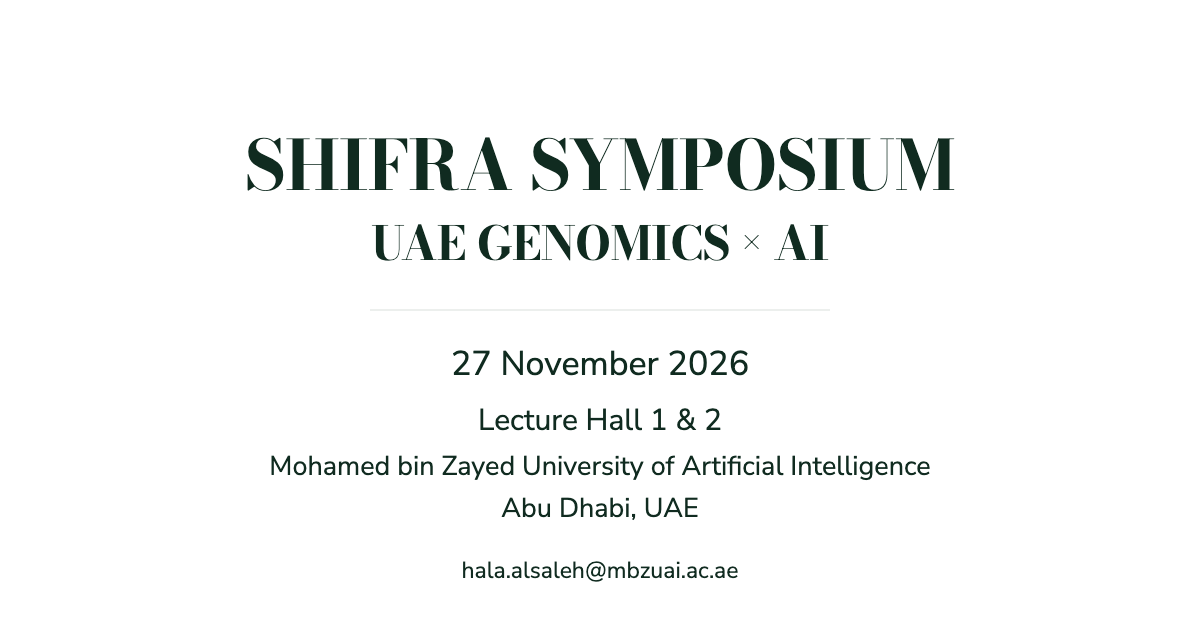 SHIFRA SYMPOSIUM
UAE GENOMICS × AI
27 November 2026
Lecture Hall 1 & 2
Mohamed bin Zayed University of Artificial Intelligence
Abu Dhabi, UAE
hala.alsaleh@mbzuai.ac.ae